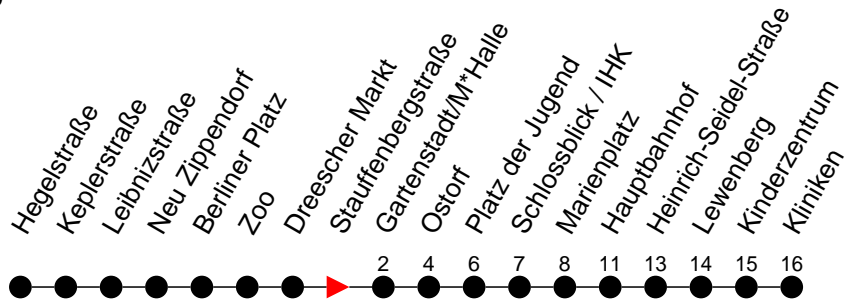 Hegelstraße
Keplerstraße
Leibnizstraße
Neu Zippendorf
Berliner Platz
Zoo
Dreescher Markt
Stauffenbergstraße
Gartenstadt/M*Halle
Ostorf
Platz der Jugend
Schlossblick / IHK
Marienplatz
Hauptbahnhof
Heinrich-Seidel-Straße
Lewenberg
Kinderzentrum
Kliniken
2 4 6 7 8 11 13 14 15 16